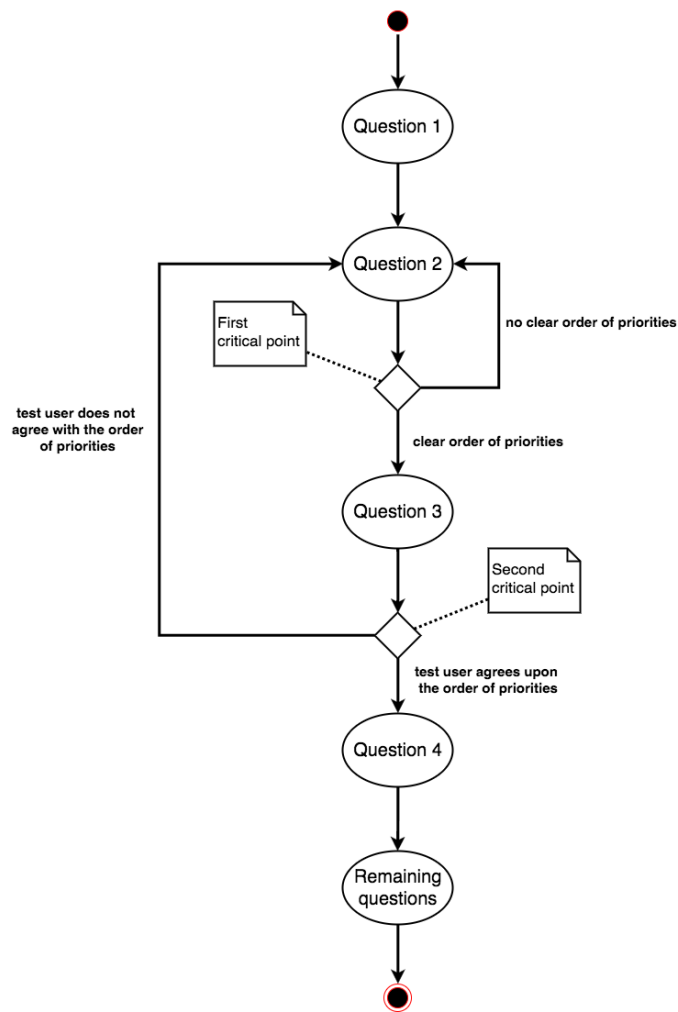 Question 1
Question 2
no clear order of priorities
First
critical point
test user does not
agree with the order
of priorities
clear order of priorities
Question 3
Second
critical point
test user agrees upon
the order of priorities
Question 4
Remaining
questions